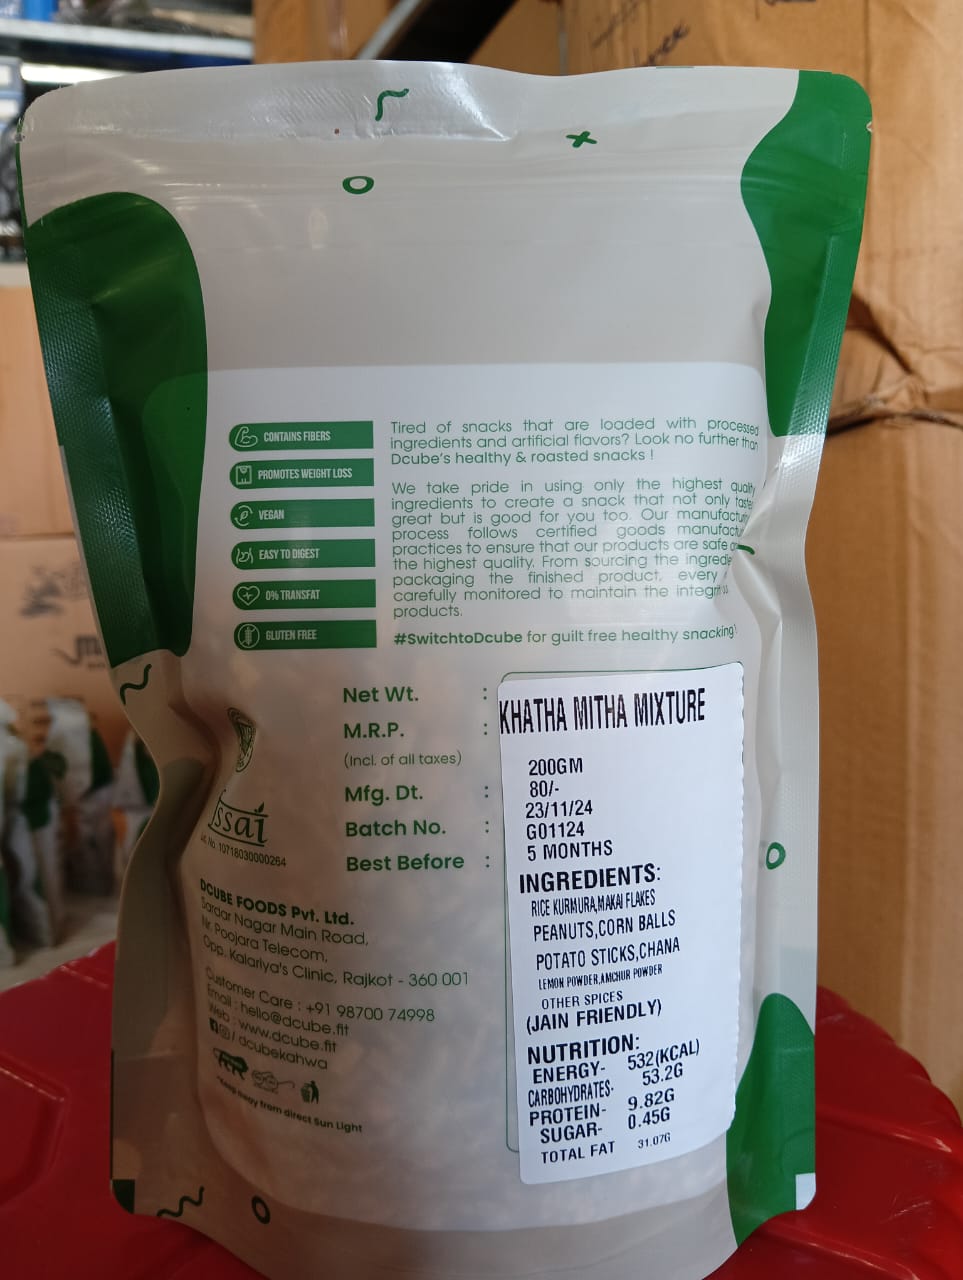 CONTAINS FIBERS
PROMOTES WEIGHT LOSS
VEGAN
EASY TO DIGEST
0% TRANSFAT
GLUTEN FREE
Tired of snacks that are loaded with processed
ingredients and artificial flavors? Look no further than
Dcube's healthy & roasted snacks !
We take pride in using only the highest quality
ingredients to create a snack that not only
great but is good for you too. Our
process follows certified goods
practices to ensure that our products are safe
the highest quality. From sourcing the
packaging the finished product, every
carefully monitored to maintain the
products.
#SwitchtoDcube for guilt free healthy snacking
Net Wt. :
M.R.P. :
(Incl. of all taxes)
Mfg. Dt. :
Batch No. :
Best Before :
KHATHA MITHA MIXTURE
200GM
80/-
23/11/24
G01124
5 MONTHS
INGREDIENTS:
RICE KURMURA,MAKAI FLAKES
PEANUTS,CORN BALLS
POTATO STICKS,CHANA
LEMON POWDER,AMCHUR POWDER
OTHER SPICES
(JAIN FRIENDLY)
NUTRITION:
ENERGY- 532(KCAL)
CARBOHYDRATES- 53.2G
PROTEIN- 9.82G
SUGAR- 0.45G
TOTAL FAT 31.07G
fssai
Lic. No. 10718030000264
DCUBE FOODS Pvt. Ltd.
Sardar Nagar Main Road,
Nr. Poojara Telecom,
Opp. Kalariya's Clinic, Rajkot - 360 001
Customer Care : +91 98700 74998
Email : hello@dcube.fit
Web : www.dcube.fit
/ dcubekahwa
*Keep away from direct Sun Light